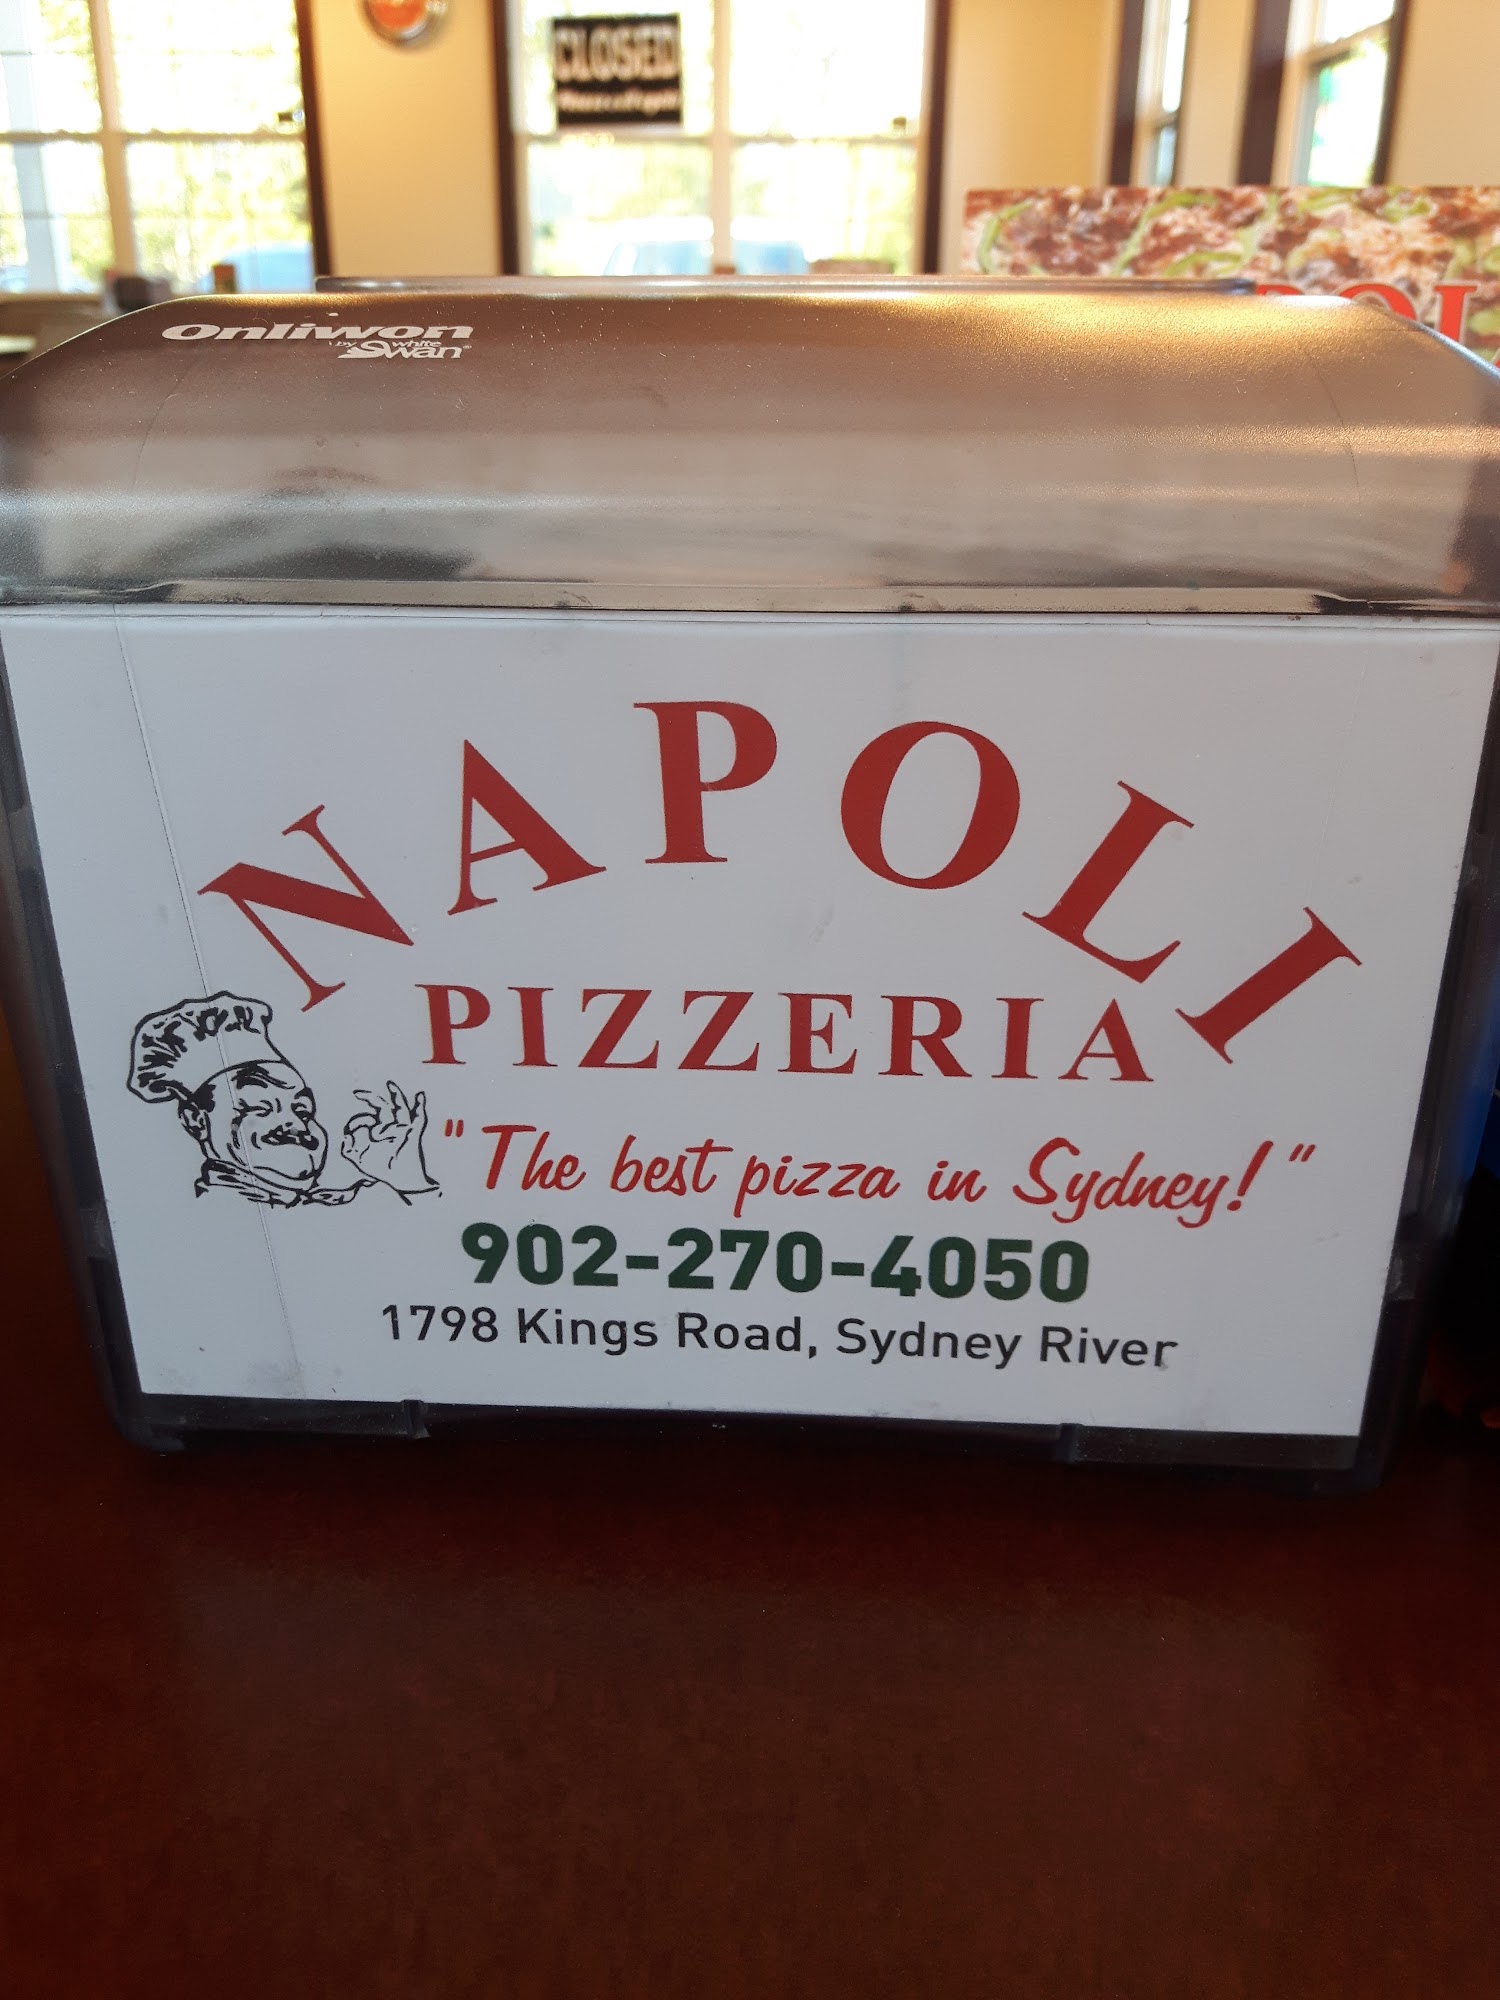 CLOSED
Onliwon
by white
Swan®
NAPOLI
PIZZERIA
"The best pizza in Sydney!"
902-270-4050
1798 Kings Road, Sydney River